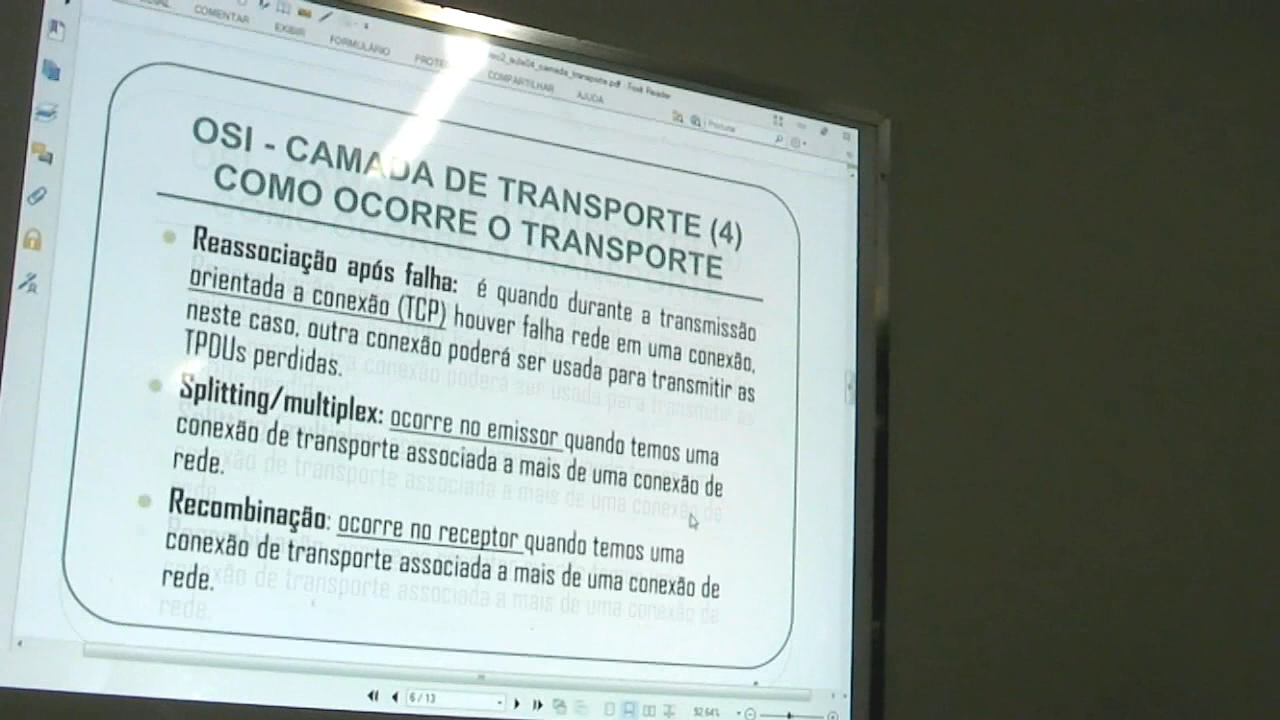 COMENTAR
EXIBIR
FORMULÁRIO
COMPARTILHAR
AJUDA
Procurar
OSI - CAMADA DE TRANSPORTE (4)
COMO OCORRE O TRANSPORTE
Reassociação após falha: é quando durante a transmissão
orientada a conexão (TCP) houver falha rede em uma conexão,
neste caso, outra conexão poderá ser usada para transmitir as
TPDUs perdidas.
Splitting/multiplex: ocorre no emissor quando temos uma
conexão de transporte associada a mais de uma conexão de
rede.
Recombinação: ocorre no receptor quando temos uma
conexão de transporte associada a mais de uma conexão de
rede.
6 / 13
92,64%